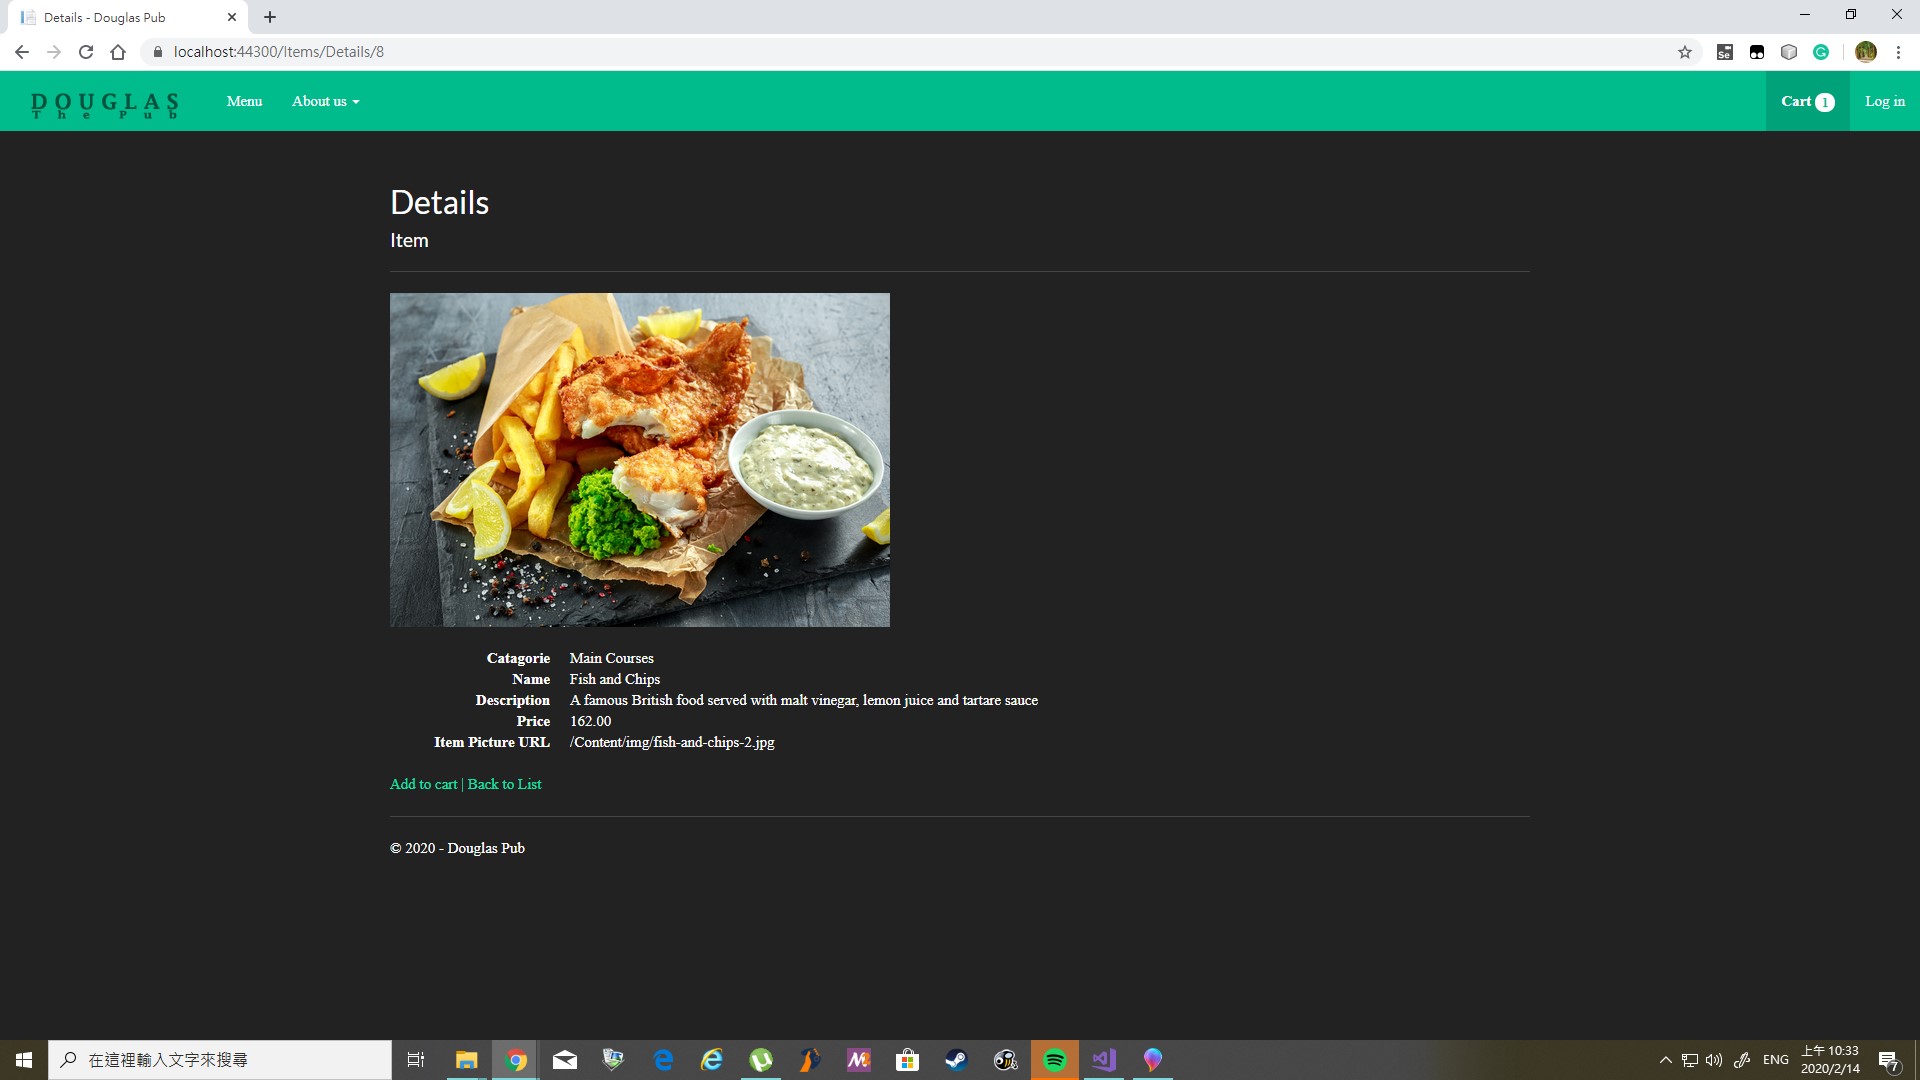 Details - Douglas Pub
localhost:44300/Items/Details/8
Se
G
DOUGLAS
The Pub
Menu
About us
Cart 1
Log in
Details
Item
Catagorie Main Courses
Name Fish and Chips
Description A famous British food served with malt vinegar, lemon juice and tartare sauce
Price 162.00
Item Picture URL /Content/img/fish-and-chips-2.jpg
Add to cart | Back to List
© 2020 - Douglas Pub
在這裡輸入文字來搜尋
ENG
上午 10:33
2020/2/14
7